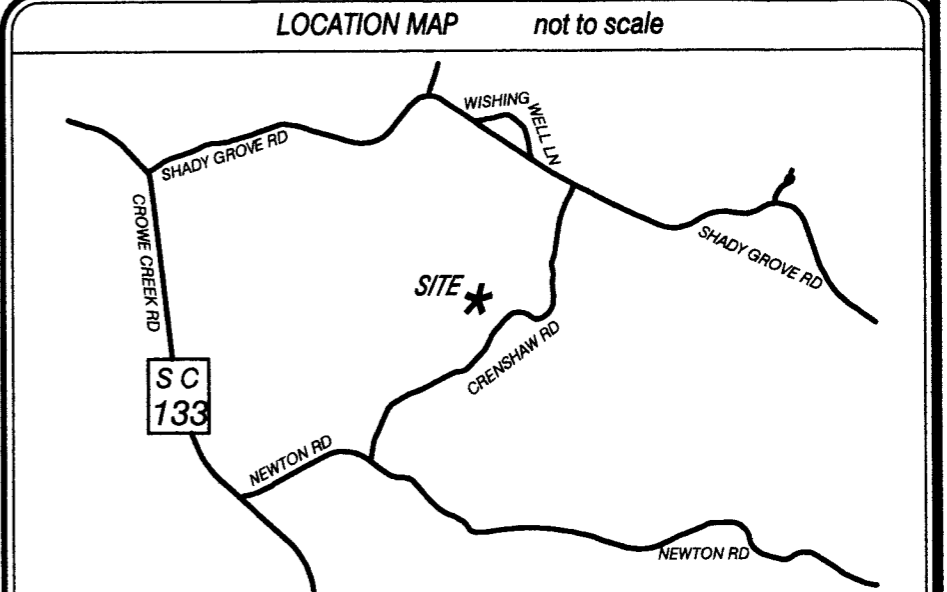 LOCATION MAP not to scale
WISHING
WELL LN
SHADY GROVE RD
CROWE CREEK RD
SHADY GROVE RD
SITE *
CRENSHAW RD
S C
133
NEWTON RD
NEWTON RD